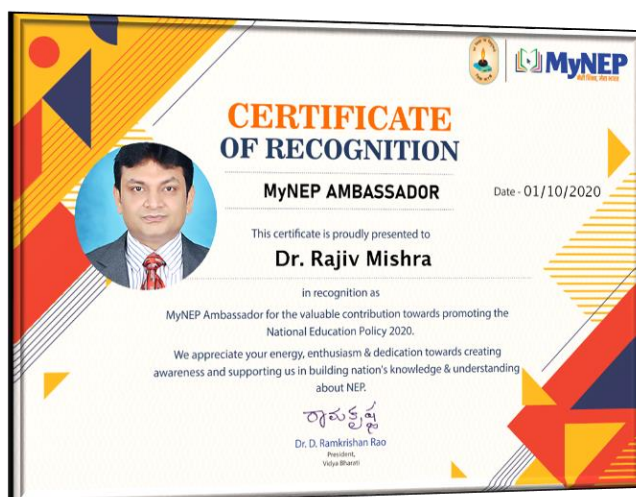 MyNEP
CERTIFICATE
OF RECOGNITION
MyNEP AMBASSADOR
Date - 01/10/2020
This certificate is proudly presented to
Dr. Rajiv Mishra
in recognition as
MyNEP Ambassador for the valuable contribution towards promoting the
National Education Policy 2020.
We appreciate your energy, enthusiasm & dedication towards creating
awareness and supporting us in building nation's knowledge & understanding
about NEP.
రామకృష్ణ
Dr. D. Ramkrishan Rao
President,
Vidya Bharati